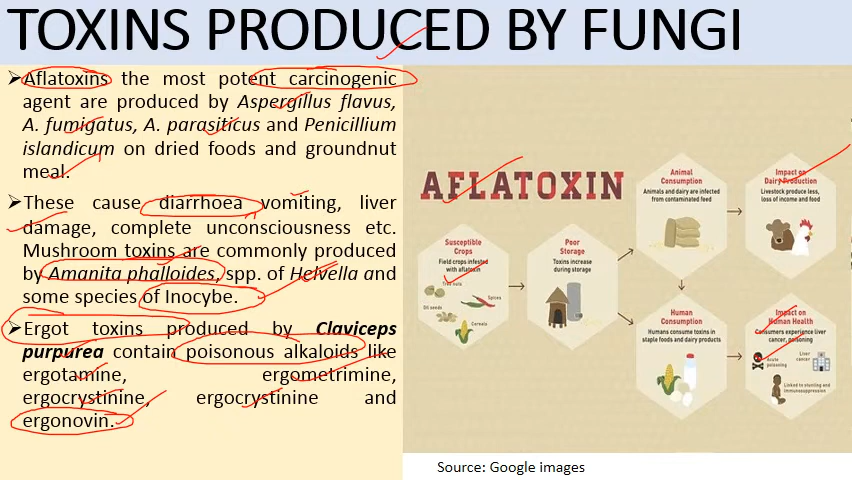 TOXINS PRODUCED BY FUNGI
➢Aflatoxins the most potent carcinogenic
agent are produced by Aspergillus flavus,
A. fumigatus, A. parasiticus and Penicillium
islandicum on dried foods and groundnut
meal.
➢These cause diarrhoea vomiting, liver
damage, complete unconsciousness etc.
Mushroom toxins are commonly produced
by Amanita phalloides, spp. of Helvella and
some species of Inocybe.
➢Ergot toxins produced by Claviceps
purpurea contain poisonous alkaloids like
ergotamine, ergometrimine,
ergocrystinine, ergocrystinine and
ergonovin.
AFLATOXIN
Susceptible
Crops
Field crops infested
with aflatoxin
Tree nuts
Oil seeds
Spices
Cereals
Poor
Storage
Toxins increase
during storage
Animal
Consumption
Animals and dairy are infected
from contaminated feed
Impact on
Dairy Production
Livestock produce less,
loss of income and food
Human
Consumption
Humans consume toxins in
staple foods and dairy products
Impact on
Human Health
Consumers experience liver
cancer, poisoning
Acute
poisoning
Liver
cancer
Linked to stunting and
immunosuppression
Source: Google images